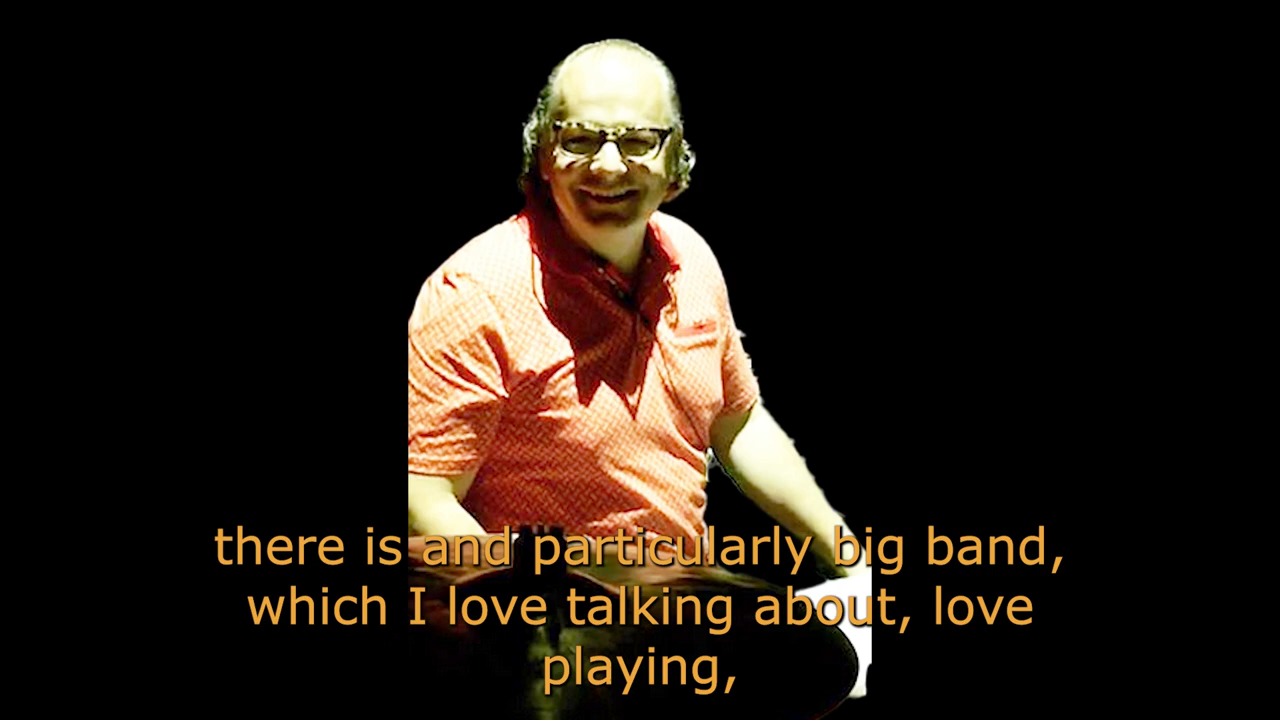 there is and particularly big band,
which I love talking about, love
playing,